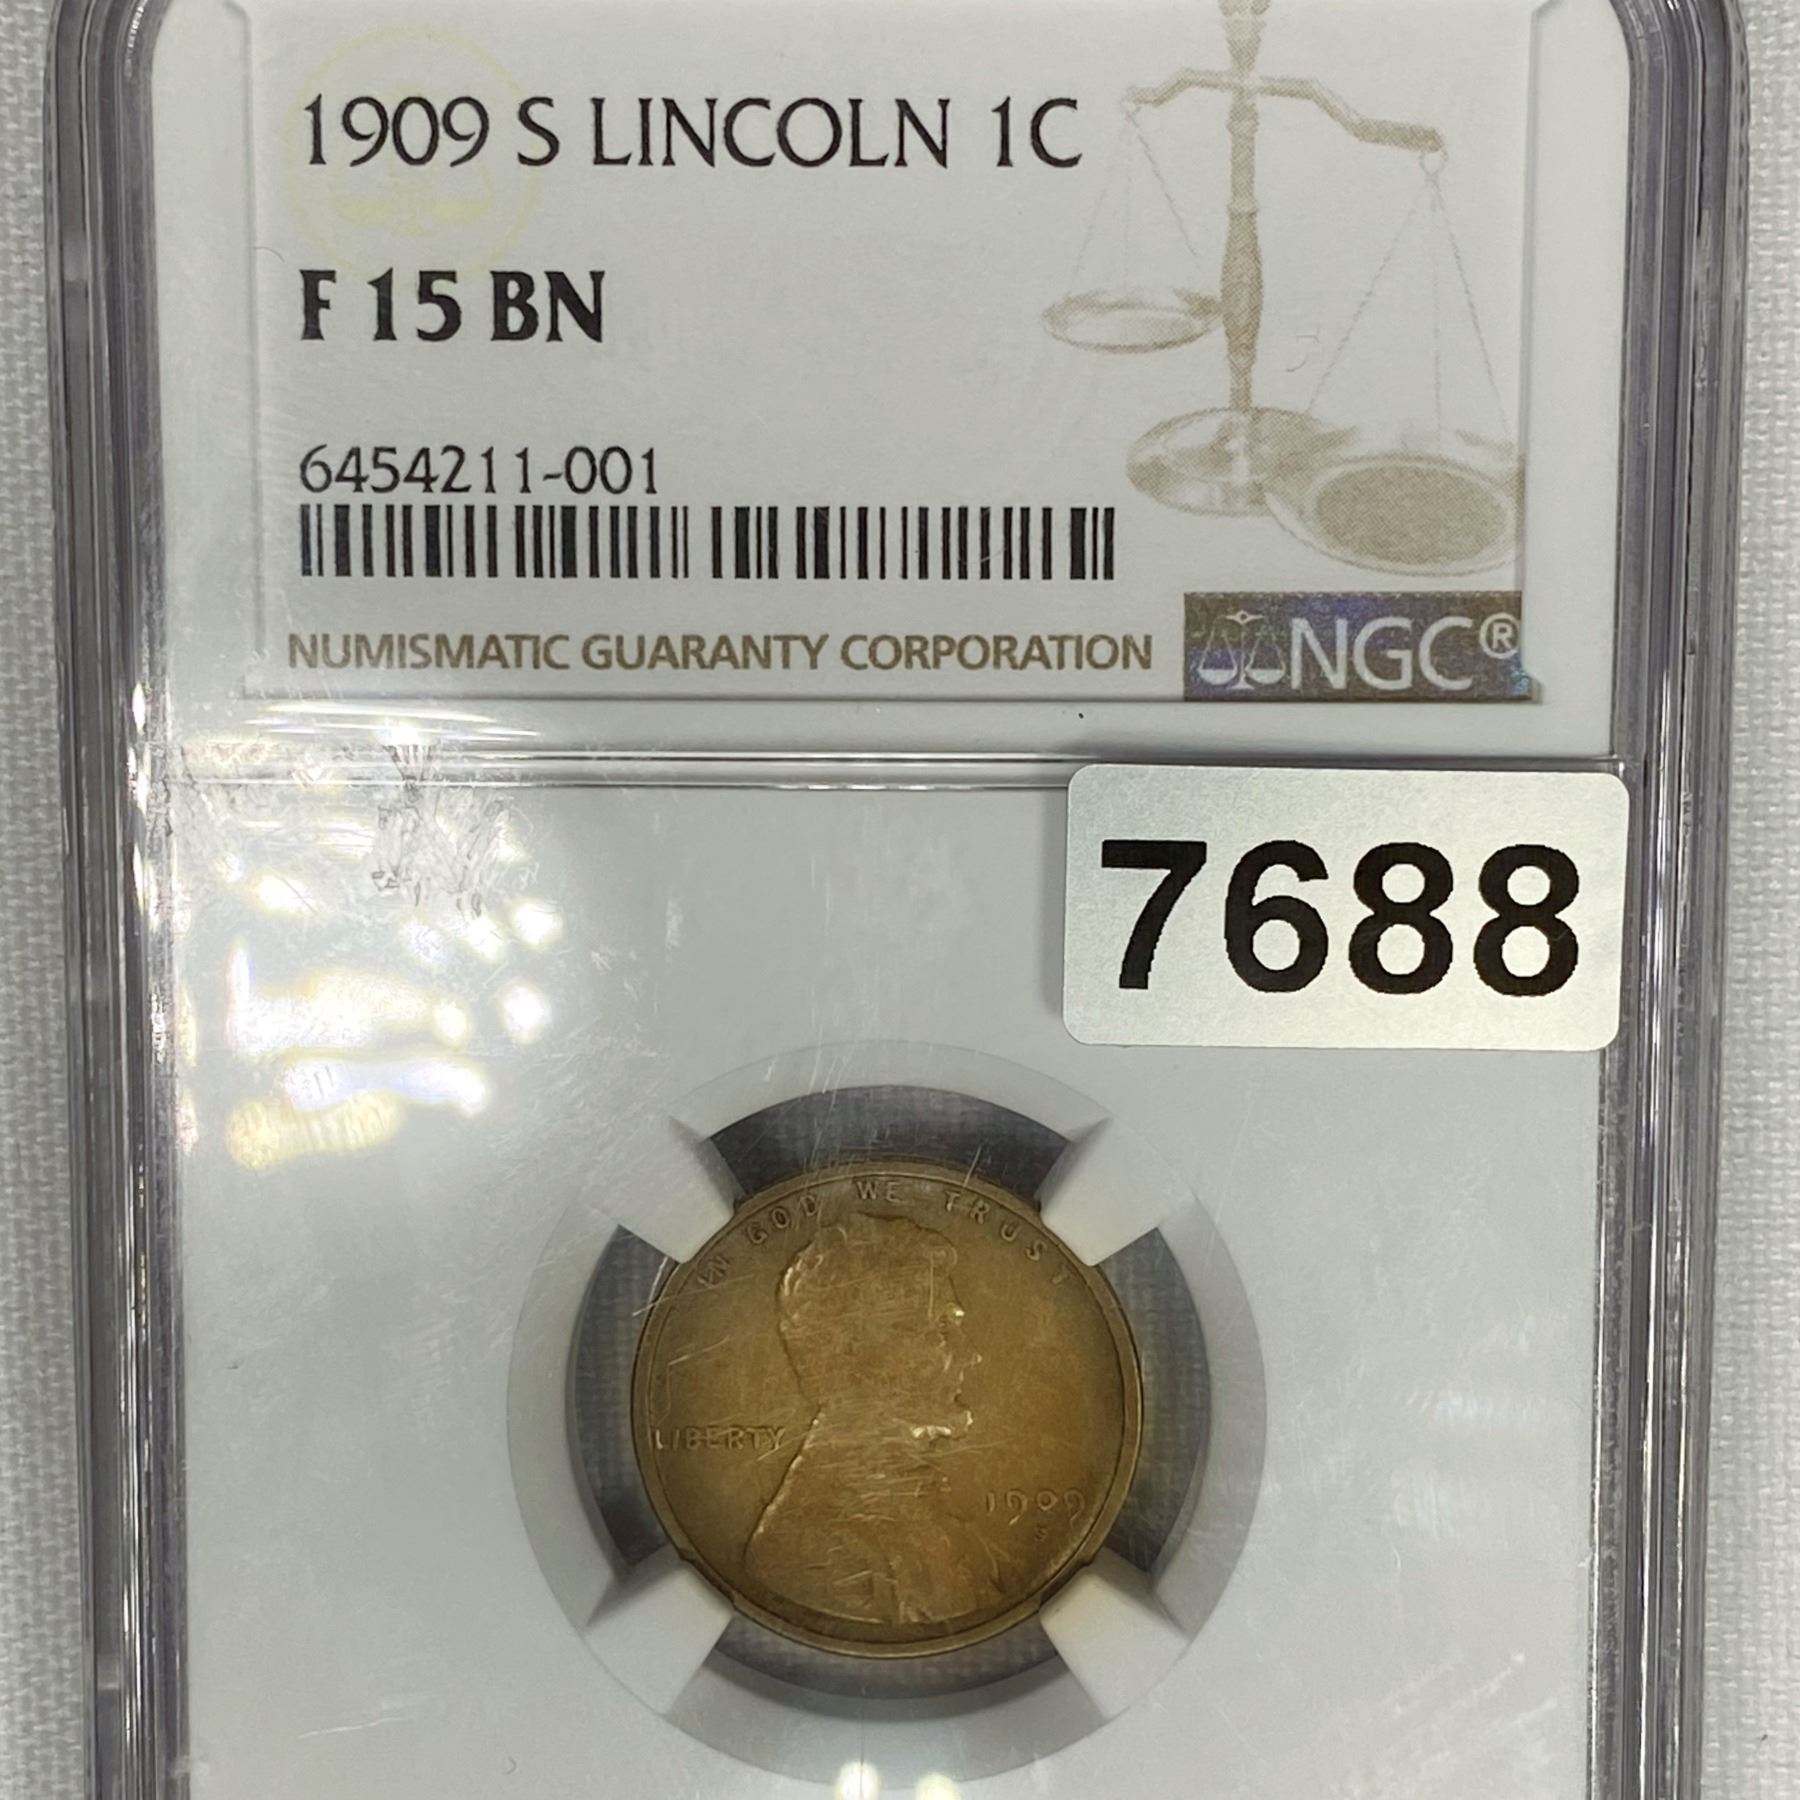 1909 S LINCOLN 1C
F 15 BN
6454211-001
NUMISMATIC GUARANTY CORPORATION NGC®
7688
IN GOD WE TRUST
LIBERTY
1909
S